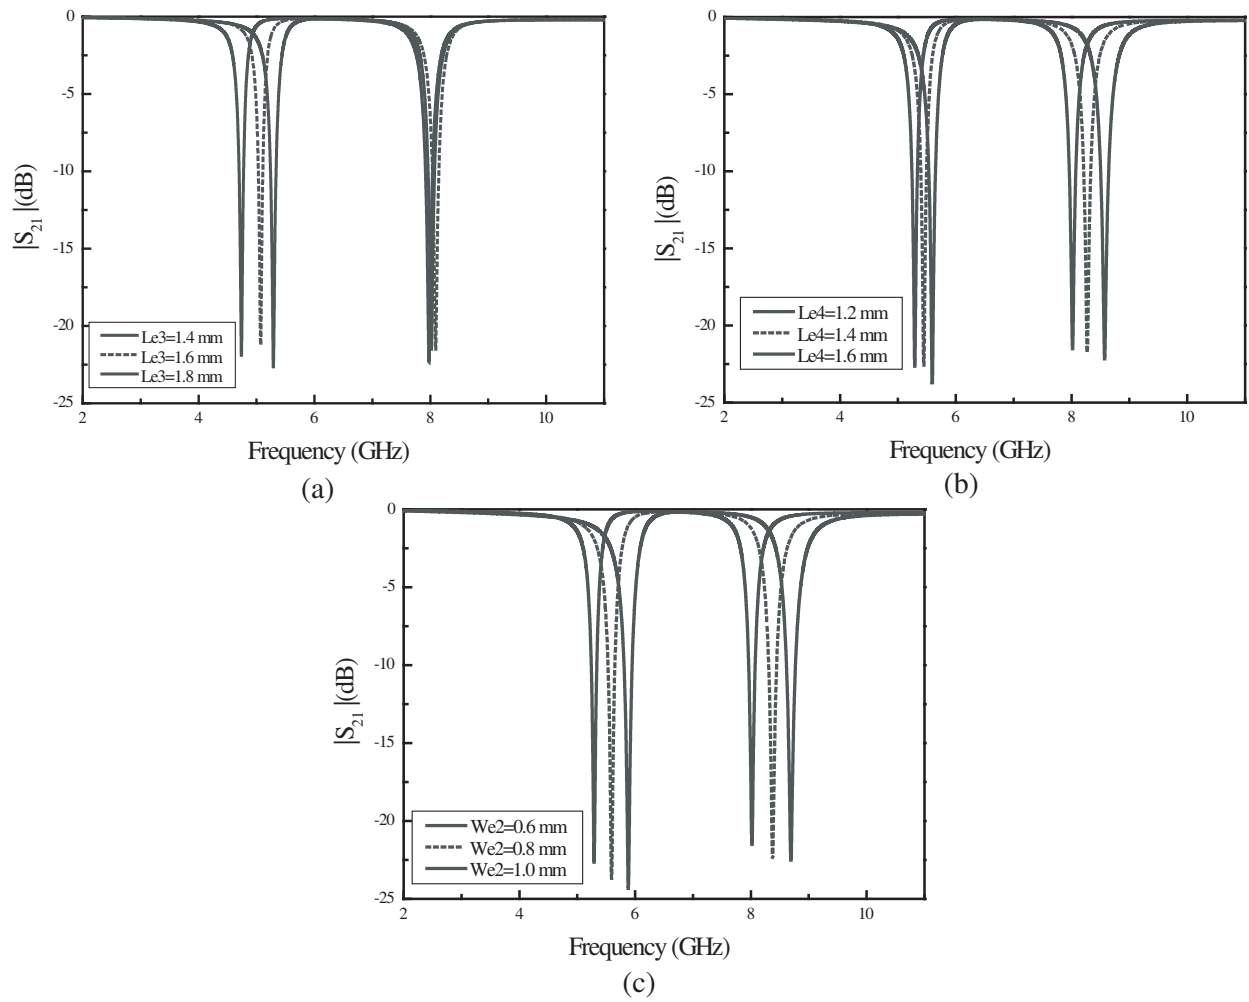 0
-5
-10
-15
-20
-25
|S21|(dB)
Le3=1.4 mm
Le3=1.6 mm
Le3=1.8 mm
2 4 6 8 10
Frequency (GHz)
(a)
0
-5
-10
-15
-20
-25
|S21|(dB)
Le4=1.2 mm
Le4=1.4 mm
Le4=1.6 mm
2 4 6 8 10
Frequency (GHz)
(b)
0
-5
-10
-15
-20
-25
|S21|(dB)
We2=0.6 mm
We2=0.8 mm
We2=1.0 mm
2 4 6 8 10
Frequency (GHz)
(c)